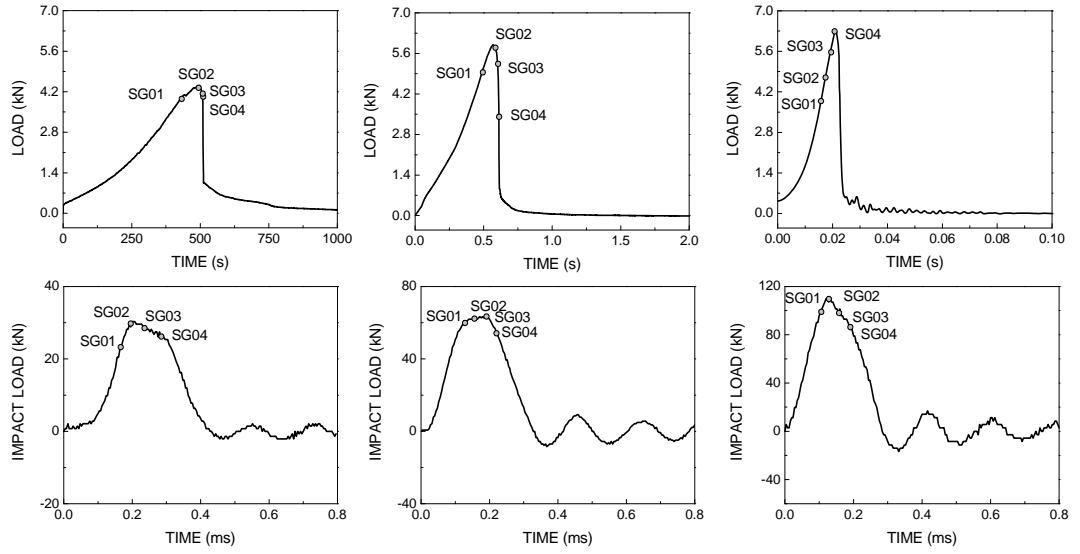 7.0
5.6
4.2
2.8
1.4
0.0
LOAD (kN)
SG01
SG02
SG03
SG04
0
250
500
750
1000
TIME (s)
7.0
5.6
4.2
2.8
1.4
0.0
LOAD (kN)
SG01
SG02
SG03
SG04
0.0
0.5
1.0
1.5
2.0
TIME (s)
7.0
5.6
4.2
2.8
1.4
0.0
LOAD (kN)
SG04
SG03
SG02
SG01
0.00
0.02
0.04
0.06
0.08
0.10
TIME (s)
40
20
0
-20
IMPACT LOAD (kN)
SG01
SG02
SG03
SG04
0.0
0.2
0.4
0.6
0.8
TIME (ms)
80
60
40
20
0
-20
-40
IMPACT LOAD (kN)
SG01
SG02
SG03
SG04
0.0
0.2
0.4
0.6
0.8
TIME (ms)
120
80
40
0
-40
-60
IMPACT LOAD (kN)
SG01
SG02
SG03
SG04
0.0
0.2
0.4
0.6
0.8
TIME (ms)